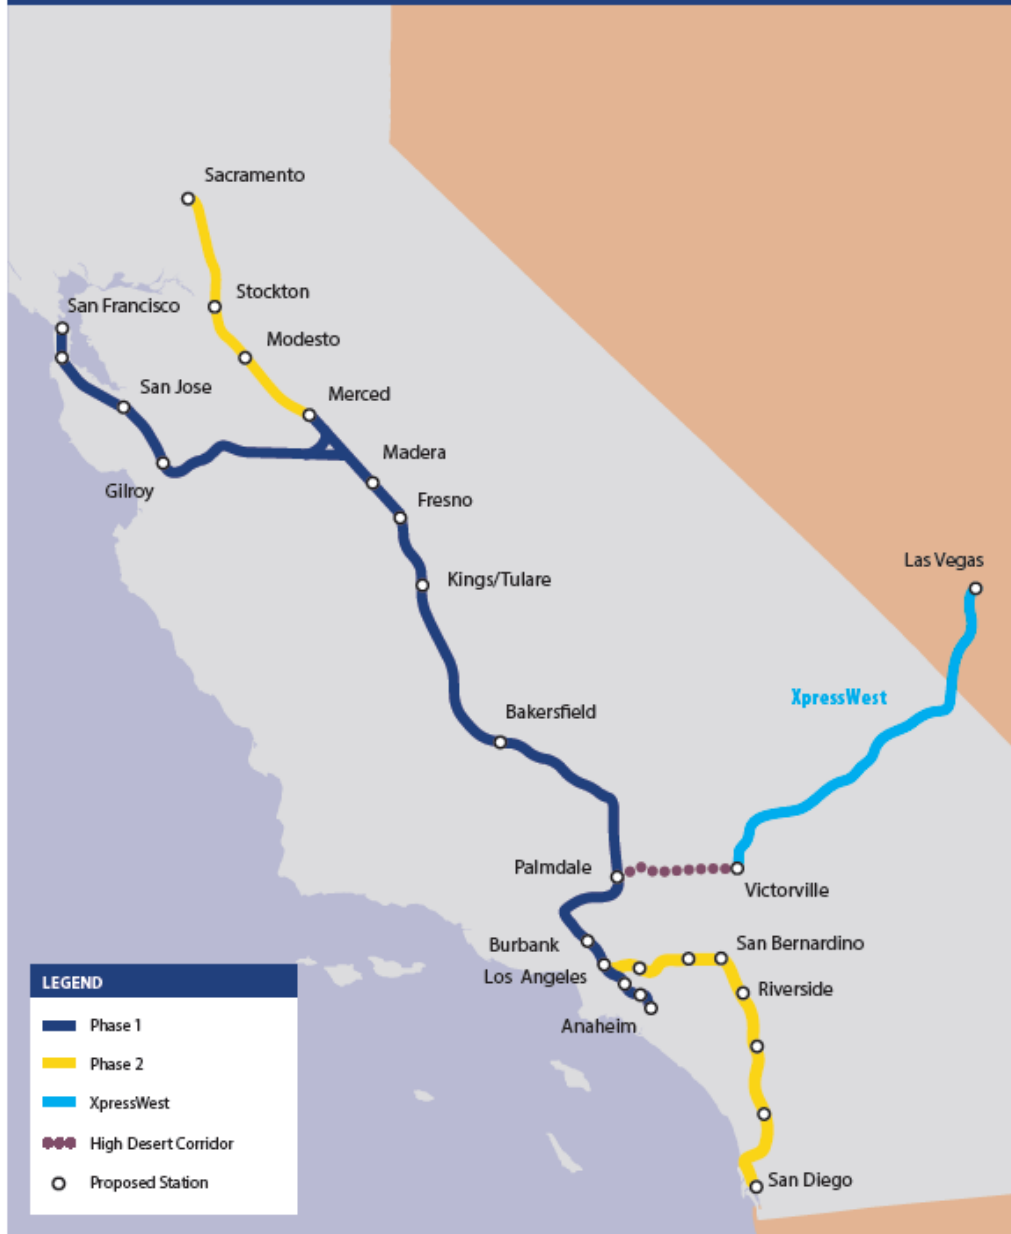 Sacramento
Stockton
San Francisco
Modesto
San Jose
Merced
Madera
Gilroy
Fresno
Las Vegas
Kings/Tulare
XpressWest
Bakersfield
Palmdale
Victorville
Burbank
San Bernardino
Los Angeles
Riverside
Anaheim
San Diego
LEGEND
Phase 1
Phase 2
XpressWest
High Desert Corridor
Proposed Station